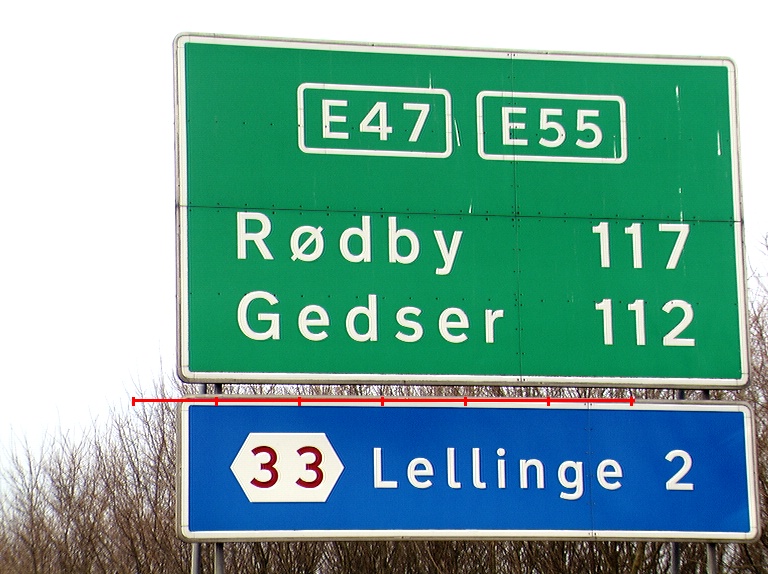 E47 E55
Rødby 117
Gedser 112
33 Lellinge 2